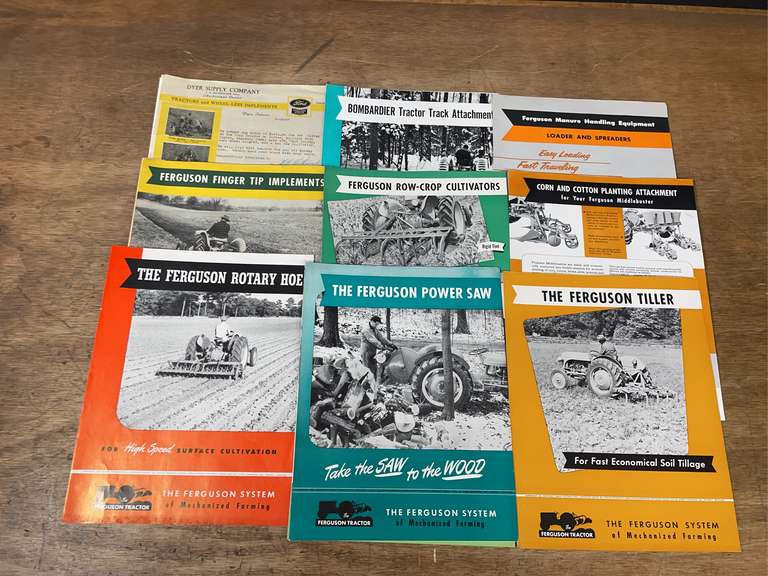 DYER SUPPLY COMPANY
TRACTORS and WHEEL-LESS IMPLEMENTS
Ford
BOMBARDIER Tractor Track Attachment
Ferguson Manure Handling Equipment
LOADER AND SPREADERS
Easy Loading
Fast Traveling
FERGUSON FINGER TIP IMPLEMENTS
FERGUSON ROW-CROP CULTIVATORS
Rigid Tine
CORN AND COTTON PLANTING ATTACHMENT
for Your Ferguson Middlebuster
THE FERGUSON ROTARY HOE
FOR High Speed SURFACE CULTIVATION
FERGUSON TRACTOR
THE FERGUSON SYSTEM
of Mechanized Farming
THE FERGUSON POWER SAW
Take the SAW to the WOOD
FERGUSON TRACTOR
THE FERGUSON SYSTEM
of Mechanized Farming
THE FERGUSON TILLER
For Fast Economical Soil Tillage
FERGUSON TRACTOR
THE FERGUSON SYSTEM
of Mechanized Farming